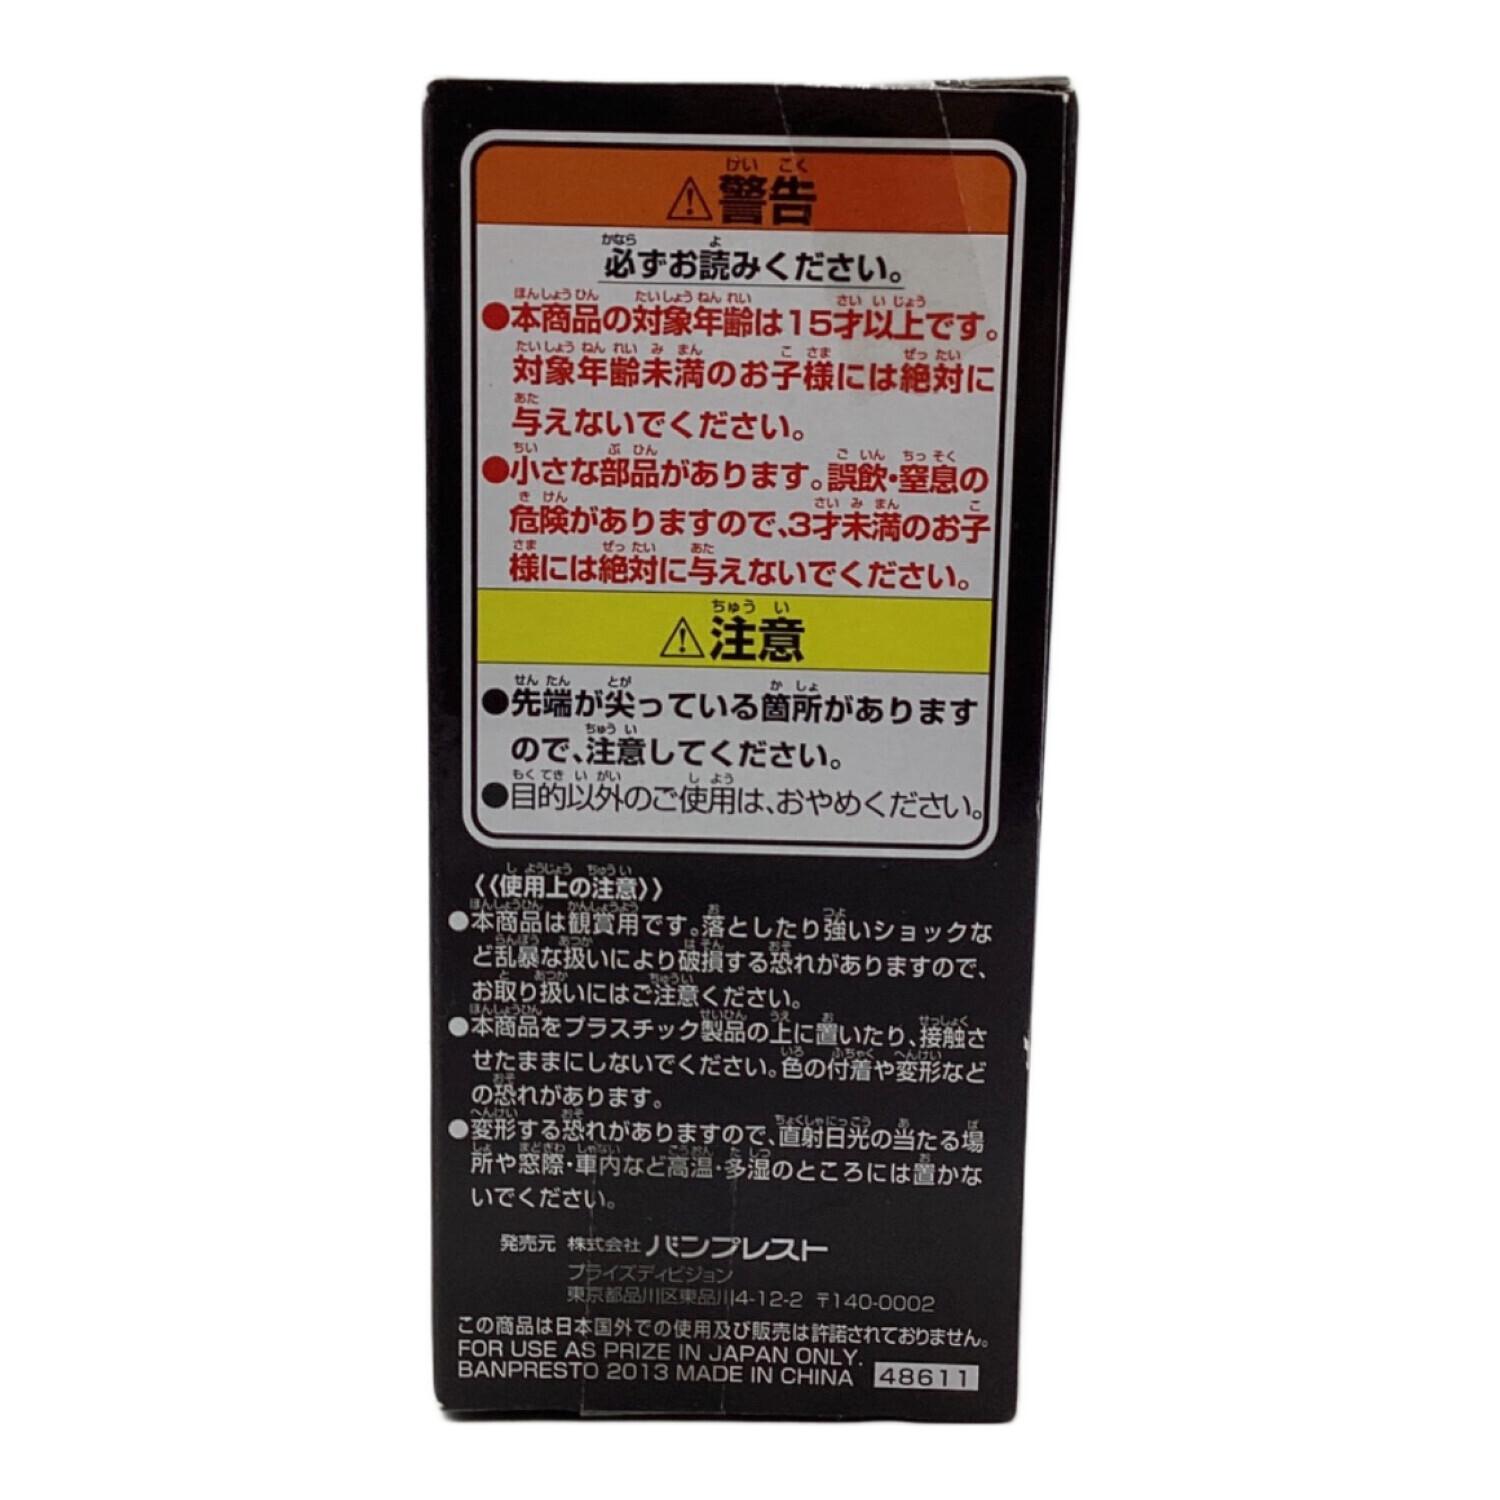 警告
必ずお読みください。
●本商品の対象年齢は15才以上です。
対象年齢未満のお子様には絶対に
与えないでください。
●小さな部品があります。誤飲・窒息の
危険がありますので、3才未満のお子
様には絶対に与えないでください。
注意
●先端が尖っている箇所があります
ので、注意してください。
●目的以外のご使用は、おやめください。
《使用上の注意》
●本商品は観賞用です。落としたり強いショックな
ど乱暴な扱いにより破損する恐れがありますので、
お取り扱いにはご注意ください。
●本商品をプラスチック製品の上に置いたり、接触さ
せたままにしないでください。色の付着や変形など
の恐れがあります。
●変形する恐れがありますので、直射日光の当たる場
所や窓際・車内など高温・多湿のところには置かな
いでください。
発売元 株式会社 バンプレスト
プライズディビジョン
東京都品川区東品川4-12-2 〒140-0002
この商品は日本国外での使用及び販売は許諾されておりません。
FOR USE AS PRIZE IN JAPAN ONLY.
BANPRESTO 2013 MADE IN CHINA 48611